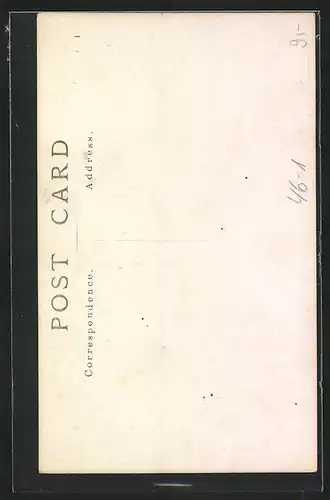 POST CARD
Correspondence. Address.
46-1
9,-